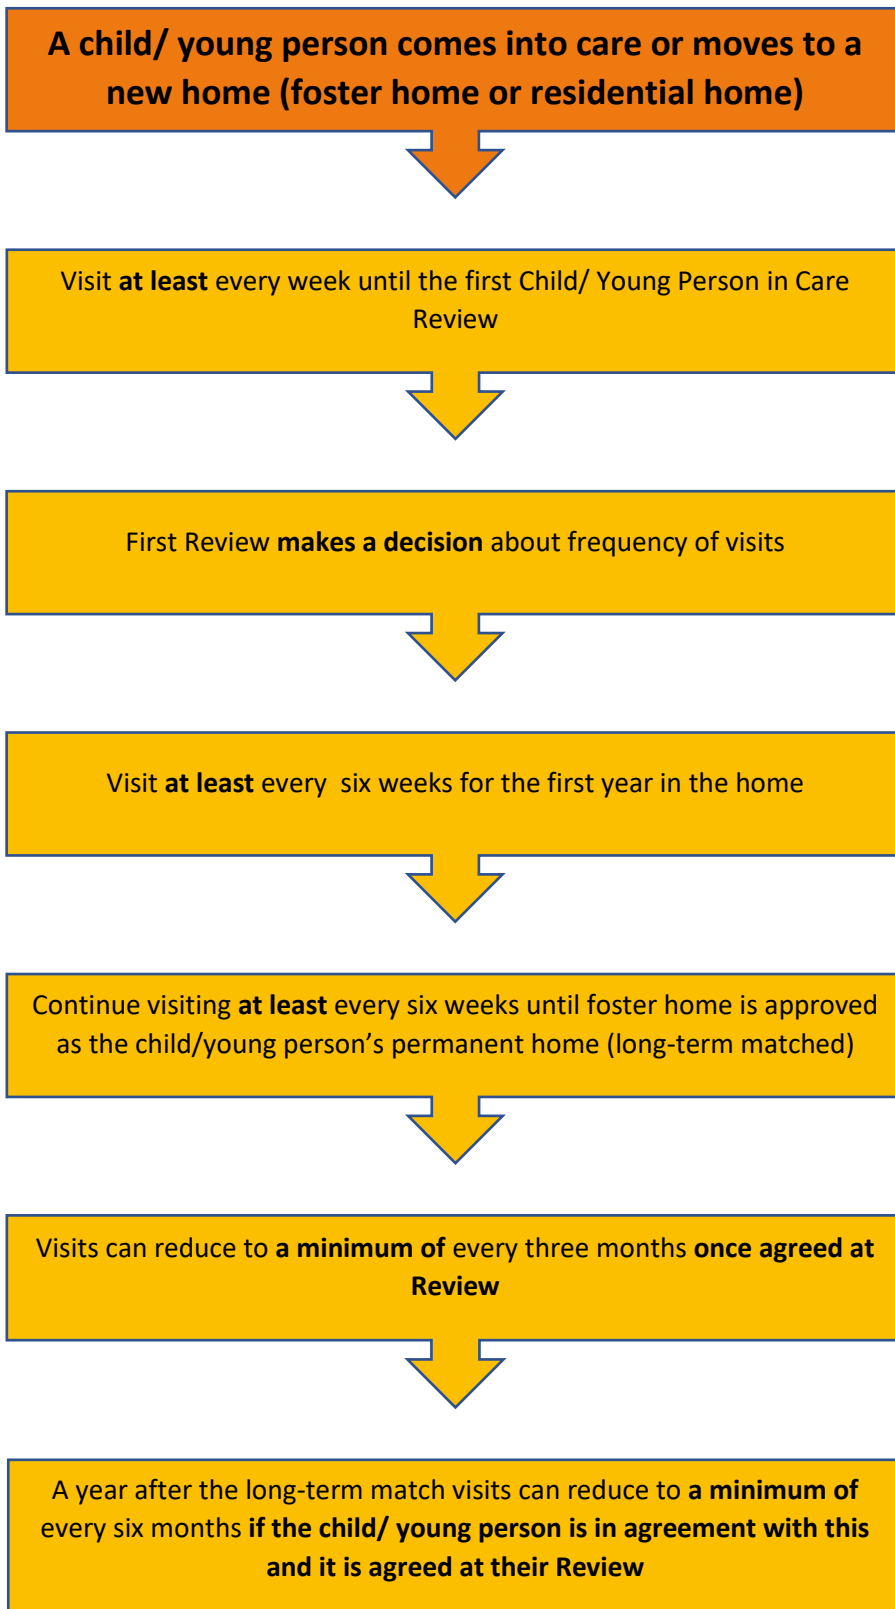 A child/ young person comes into care or moves to a
new home (foster home or residential home)
Visit at least every week until the first Child/ Young Person in Care
Review
First Review makes a decision about frequency of visits
Visit at least every  six weeks for the first year in the home
Continue visiting at least every six weeks until foster home is approved
as the child/young person’s permanent home (long-term matched)
Visits can reduce to a minimum of every three months once agreed at
Review
A year after the long-term match visits can reduce to a minimum of
every six months if the child/ young person is in agreement with this
and it is agreed at their Review